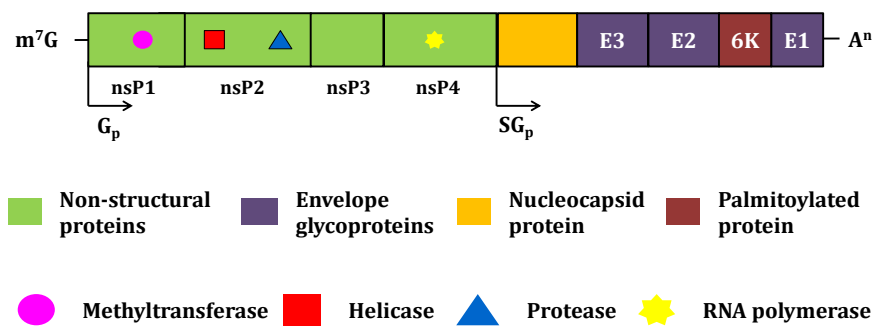 m⁷G E3 E2 6K E1 Aⁿ
nsP1 nsP2 nsP3 nsP4
Gₚ SGₚ
Non-structural proteins
Envelope glycoproteins
Nucleocapsid protein
Palmitoylated protein
Methyltransferase Helicase Protease RNA polymerase